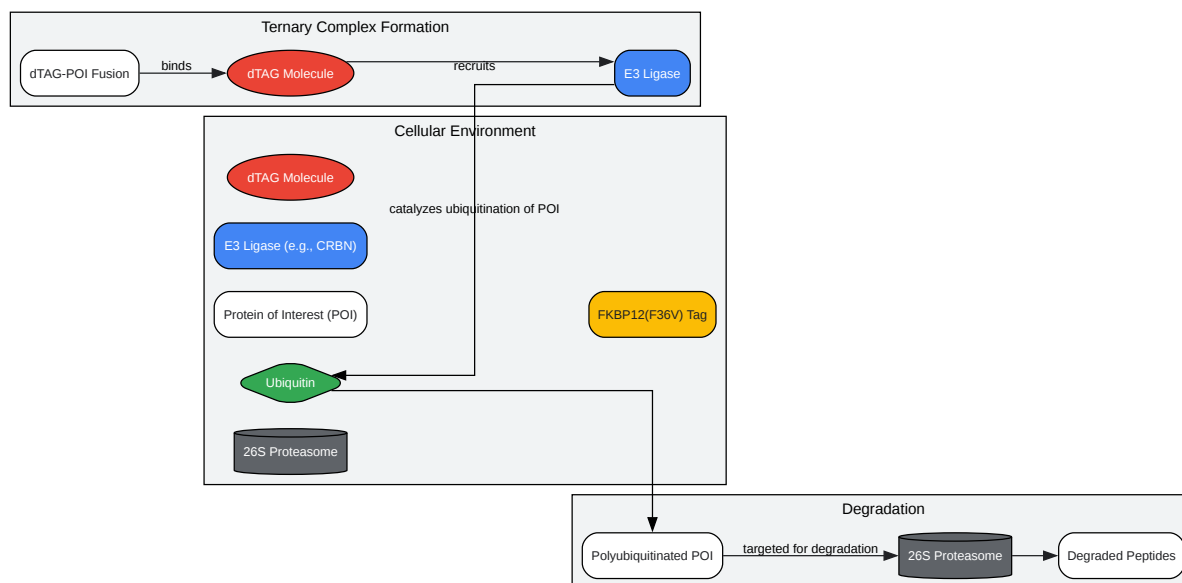 Ternary Complex Formation
dTAG-POI Fusion
binds
dTAG Molecule
recruits
E3 Ligase
Cellular Environment
dTAG Molecule
catalyzes ubiquitination of POI
E3 Ligase (e.g., CRBN)
Protein of Interest (POI)
FKBP12(F36V) Tag
Ubiquitin
26S Proteasome
Degradation
Polyubiquitinated POI
targeted for degradation
26S Proteasome
Degraded Peptides